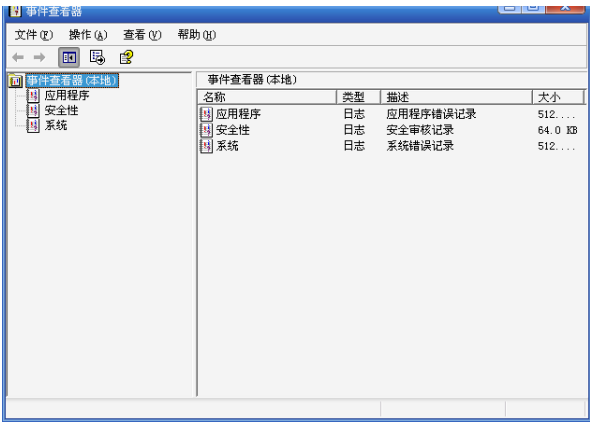 事件查看器
文件(F) 操作(A) 查看(V) 帮助(H)
事件查看器(本地)
应用程序
安全性
系统
事件查看器(本地)
名称 类型 描述 大小
应用程序 日志 应用程序错误记录 512....
安全性 日志 安全审核记录 64.0 KB
系统 日志 系统错误记录 512....